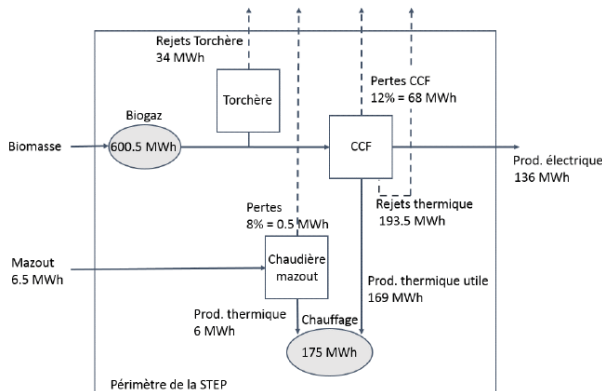 Rejets Torchère
34 MWh
Torchère
Pertes CCF
12% = 68 MWh
Biogaz
Biomasse
600.5 MWh
CCF
Prod. électrique
136 MWh
Rejets thermique
193.5 MWh
Pertes
8% = 0.5 MWh
Mazout
6.5 MWh
Chaudière
mazout
Prod. thermique utile
169 MWh
Prod. thermique
6 MWh
Chauffage
175 MWh
Périmètre de la STEP